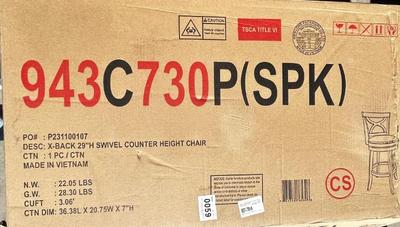 CAUTION
TSCA TITLE VI
943C730P(SPK)
PO# : P231100107
DESC: X-BACK 29"H SWIVEL COUNTER HEIGHT CHAIR
CTN : 1 PC / CTN
MADE IN VIETNAM
N.W. : 22.05 LBS
G.W. : 28.30 LBS
CUFT : 3.06'
CTN DIM: 36.38L X 20.75W X 7"H
0059
NOTICE:
CS